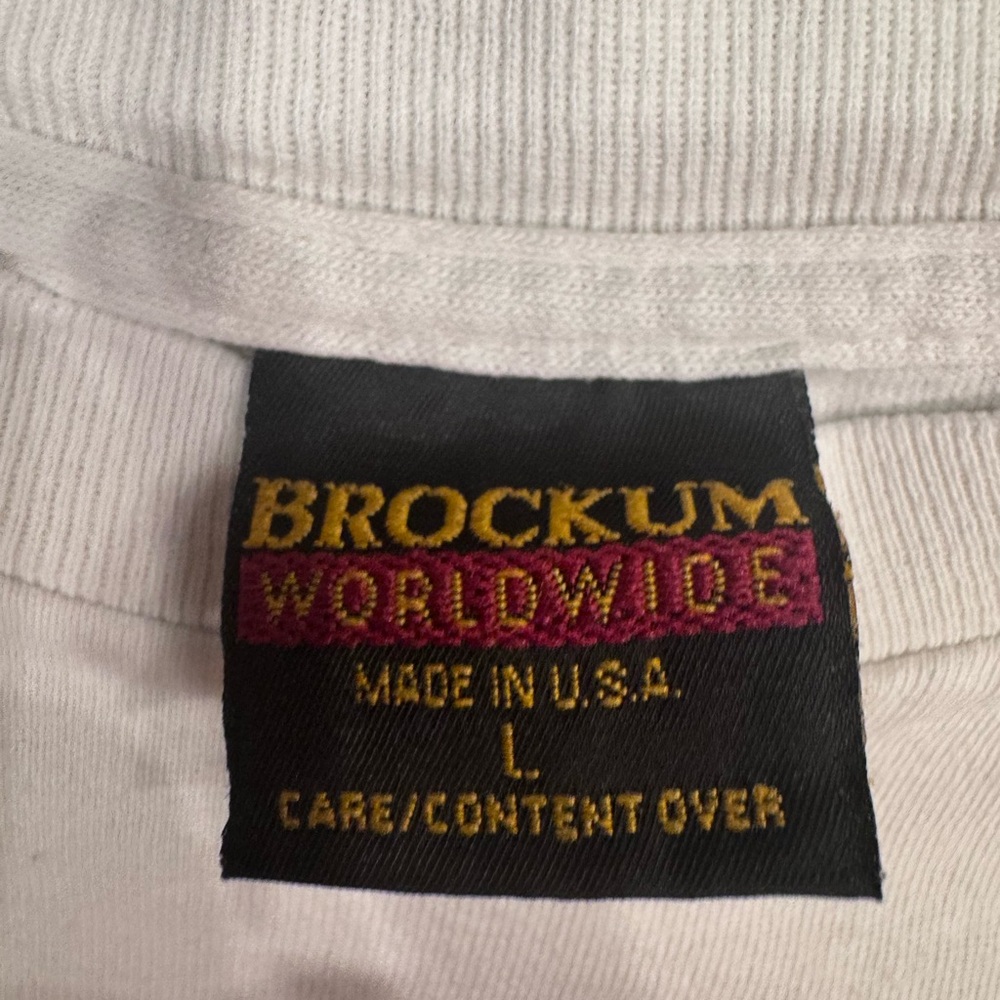 BROCKUM
WORLDWIDE
MADE IN U.S.A.
L
CARE/CONTENT OVER